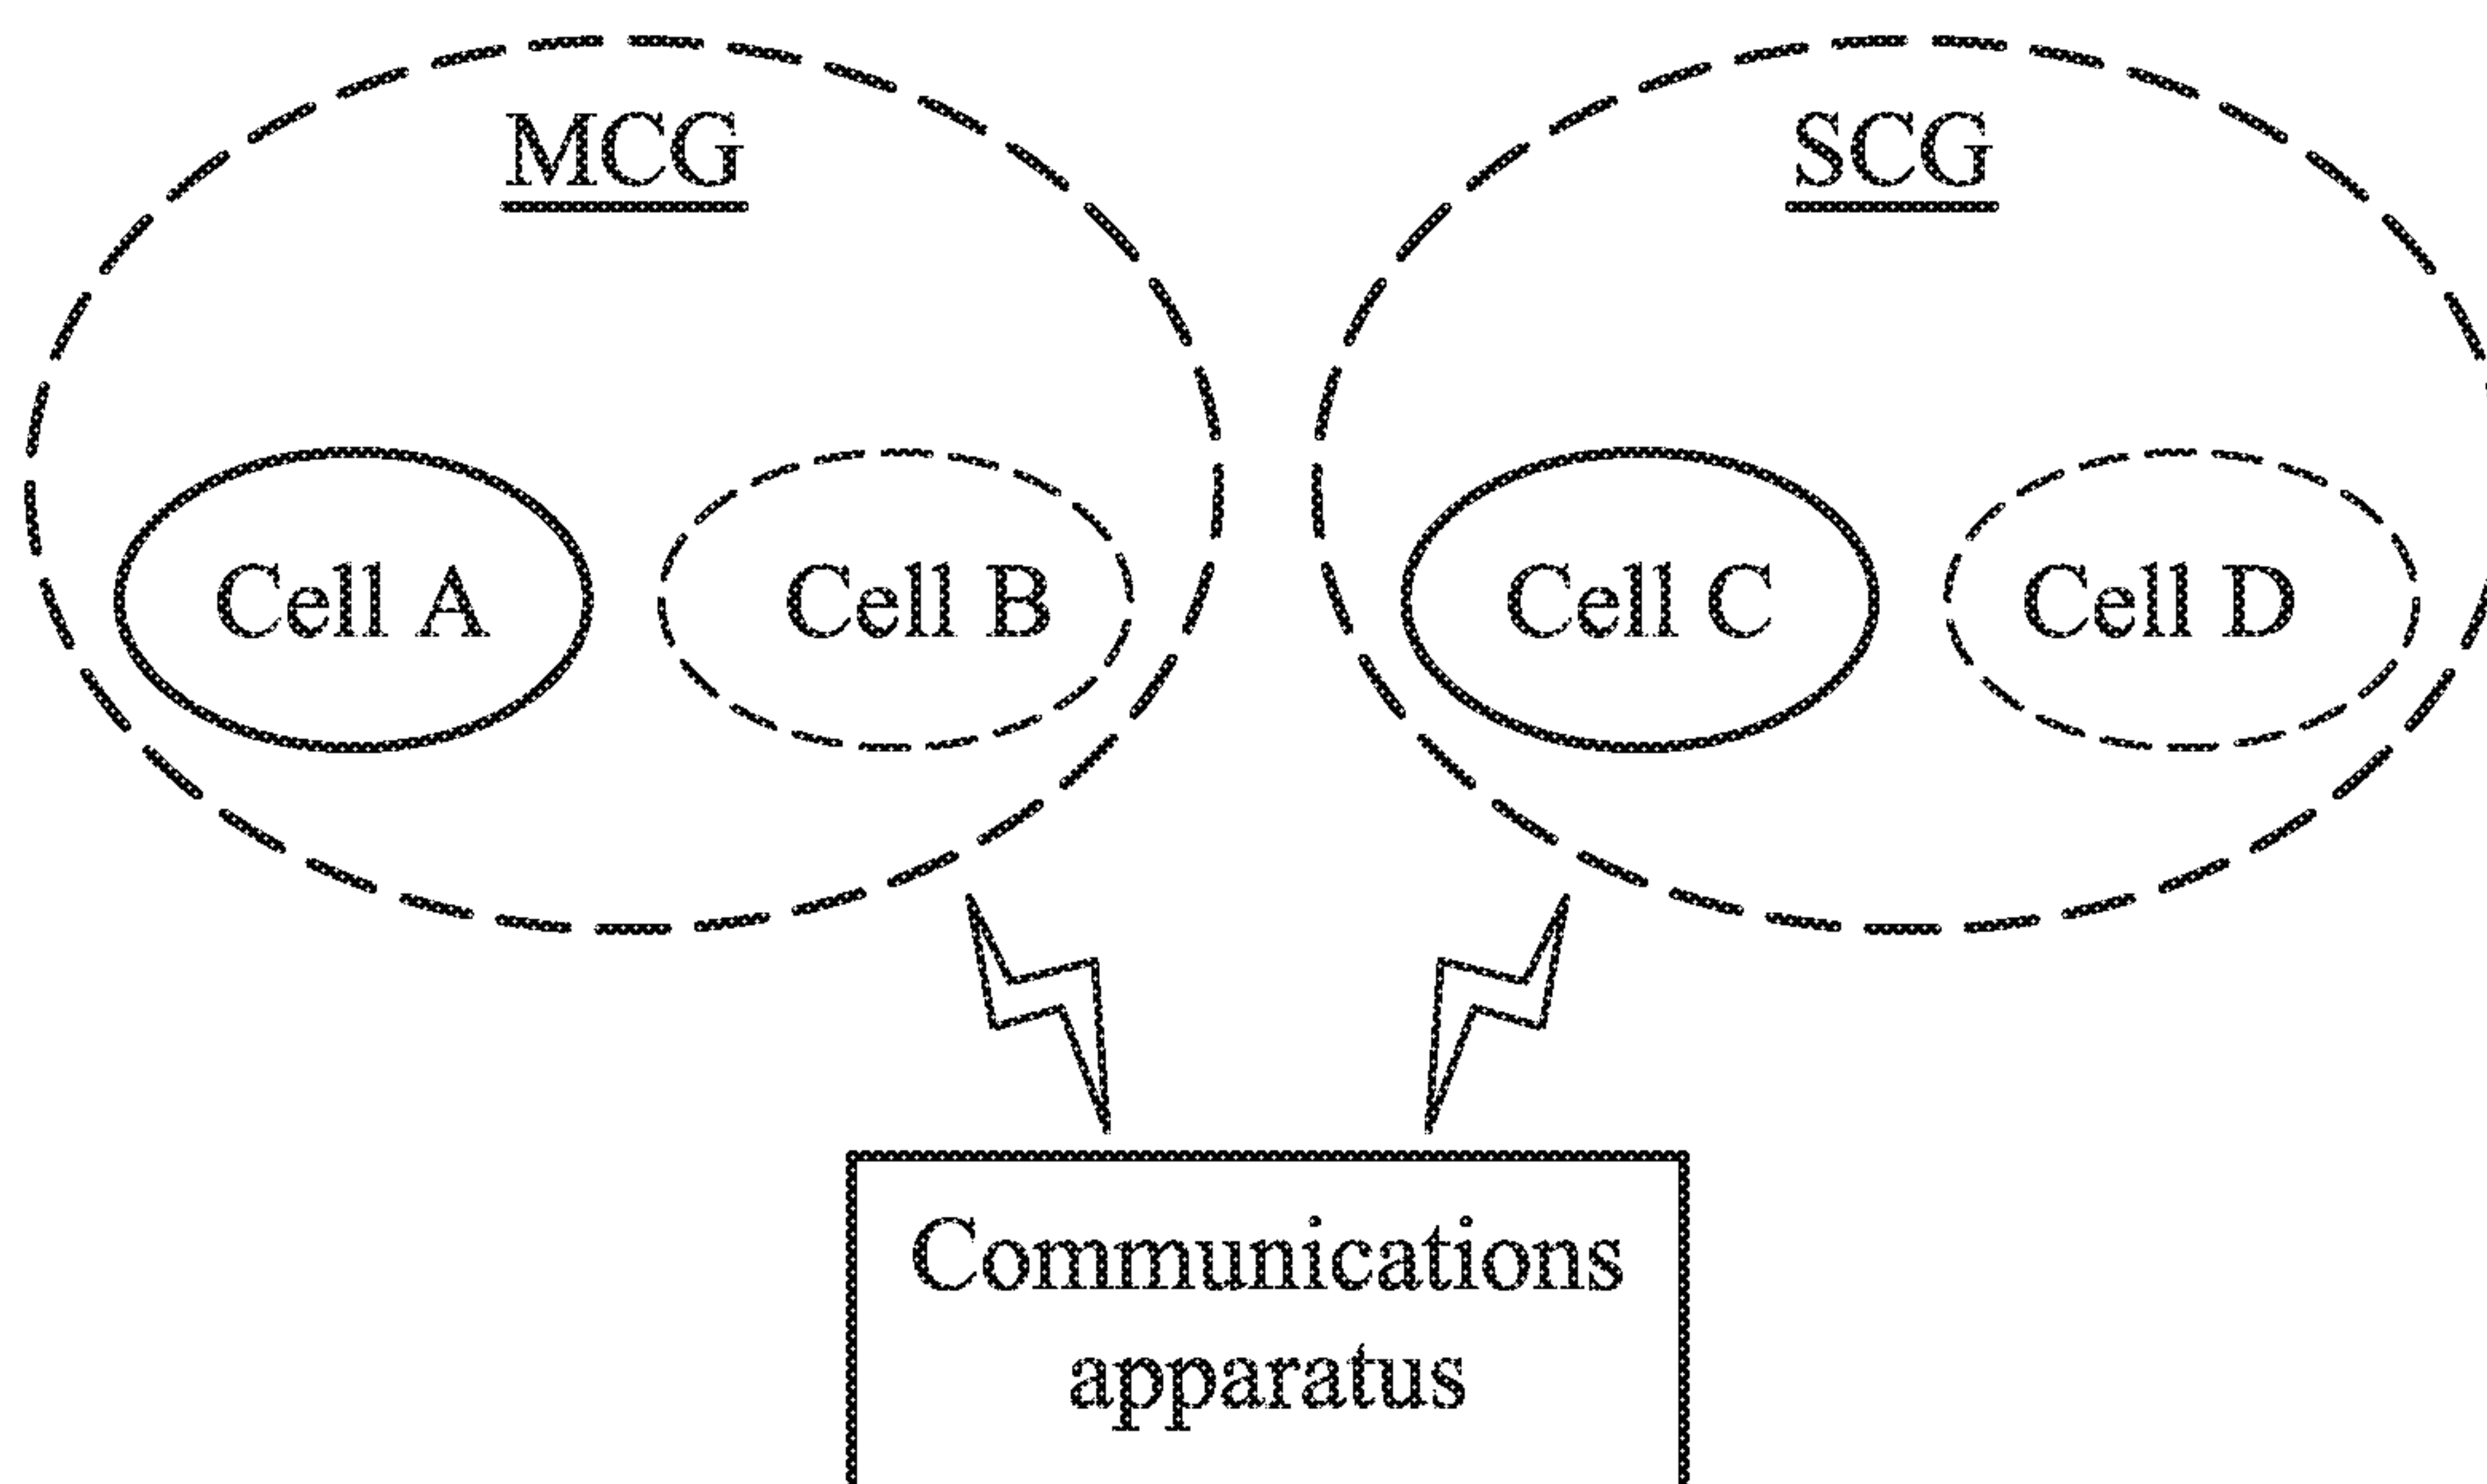 MCG
SCG
Cell A
Cell B
Cell C
Cell D
Communications
apparatus